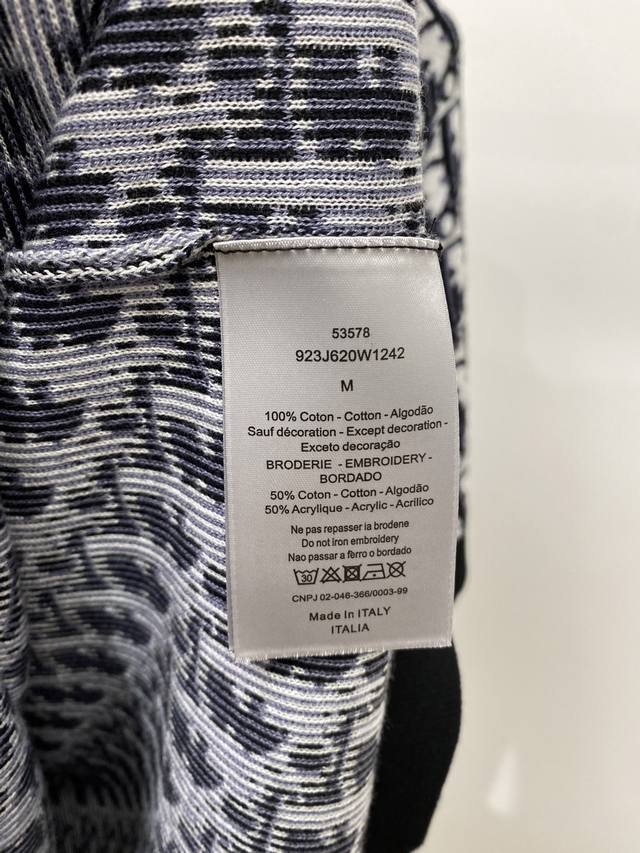 53578
923J620W1242
M
100% Coton - Cotton - Algodão
Sauf décoration - Except decoration -
Exceto decoração
BRODERIE - EMBROIDERY -
BORDADO
50% Coton - Cotton - Algodão
50% Acrylique - Acrylic - Acrilico
Ne pas repasser ia brodene
Do not iron embroidery
Nao passar a ferro o bordado
30
CNPJ 02-046-366/0003-99
Made In ITALY
ITALIA